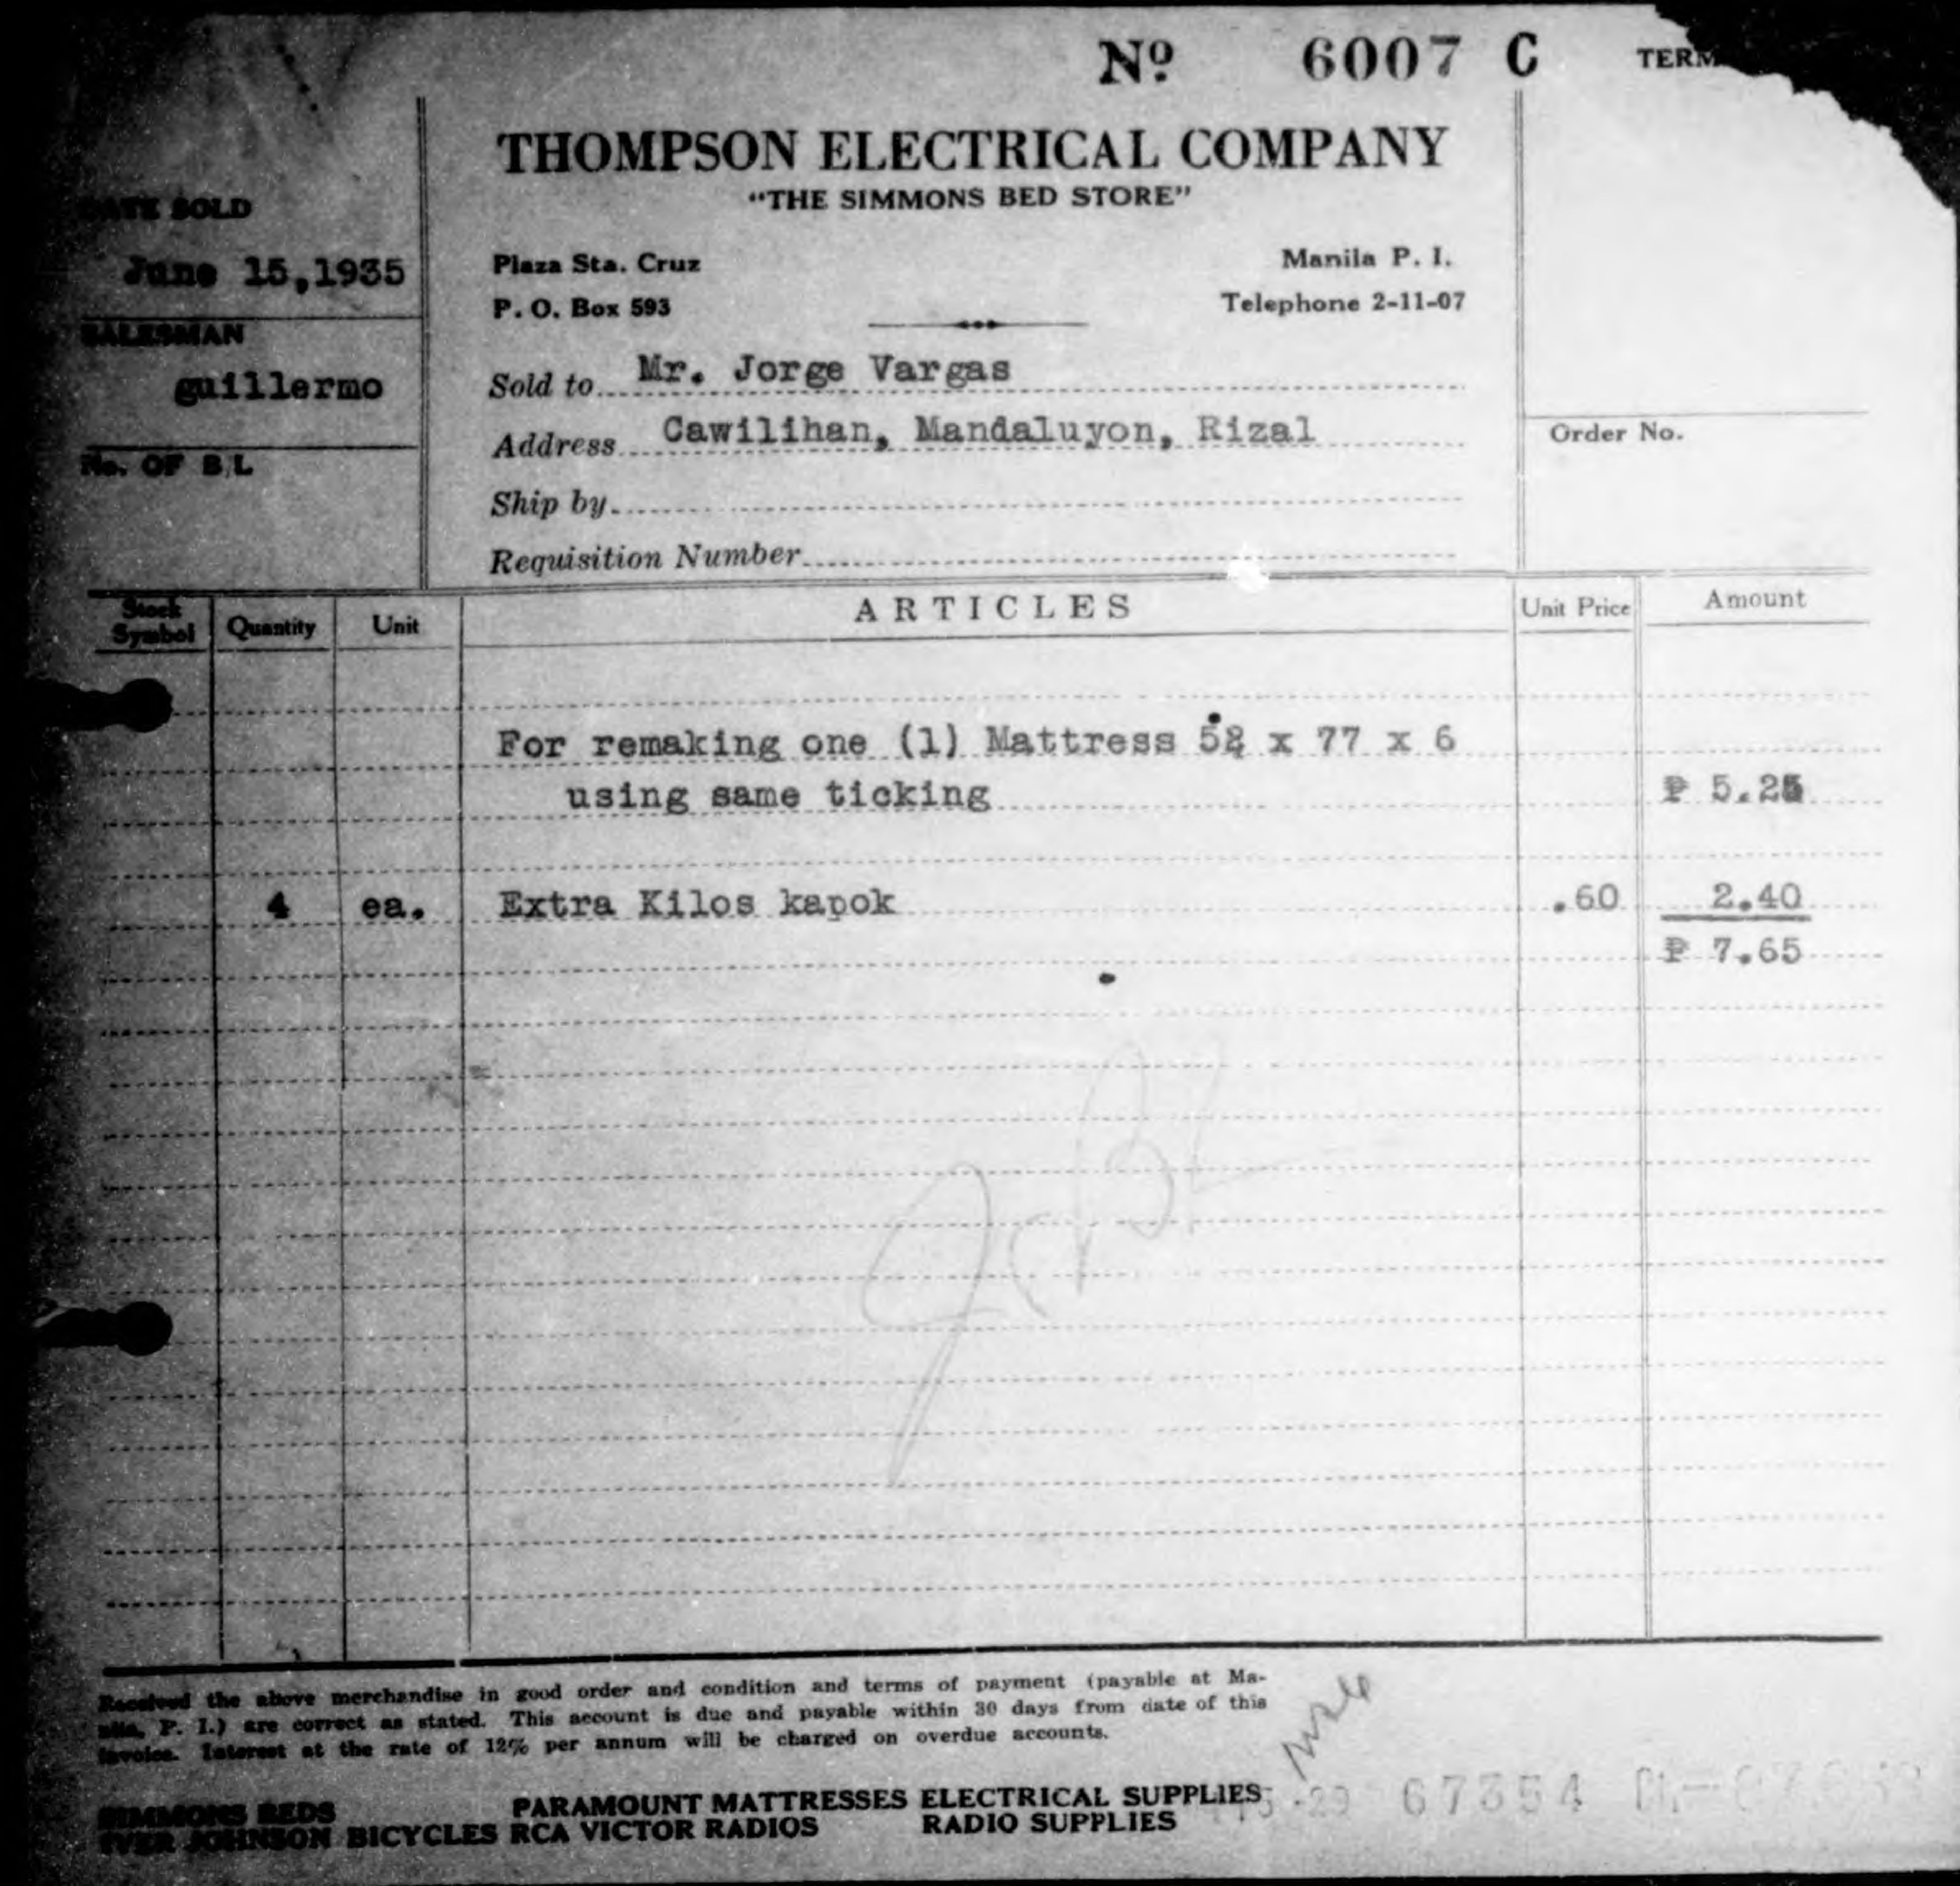 Nº 6007 C
THOMPSON ELECTRICAL COMPANY
"THE SIMMONS BED STORE"
DATE SOLD
June 15,1935
SALESMAN
guillermo
No. OF B/L
Plaza Sta. Cruz
P. O. Box 593
Manila P. I.
Telephone 2-11-07
Sold to Mr. Jorge Vargas
Address Cawilihan, Mandaluyon, Rizal
Ship by
Requisition Number
Order No.
Stock Symbol Quantity Unit ARTICLES Unit Price Amount
For remaking one (1) Mattress x 77 x 6
using same ticking ₱ 5.25
4 ea. Extra Kilos kapok .60 2.40
₱ 7.65
Received the above merchandise in good order and condition and terms of payment (payable at Ma-
nila, P. I.) are correct as stated. This account is due and payable within 30 days from date of this
invoice. Interest at the rate of 12% per annum will be charged on overdue accounts.
SIMMONS BEDS PARAMOUNT MATTRESSES ELECTRICAL SUPPLIES
IVER JOHNSON BICYCLES RCA VICTOR RADIOS RADIO SUPPLIES
67354